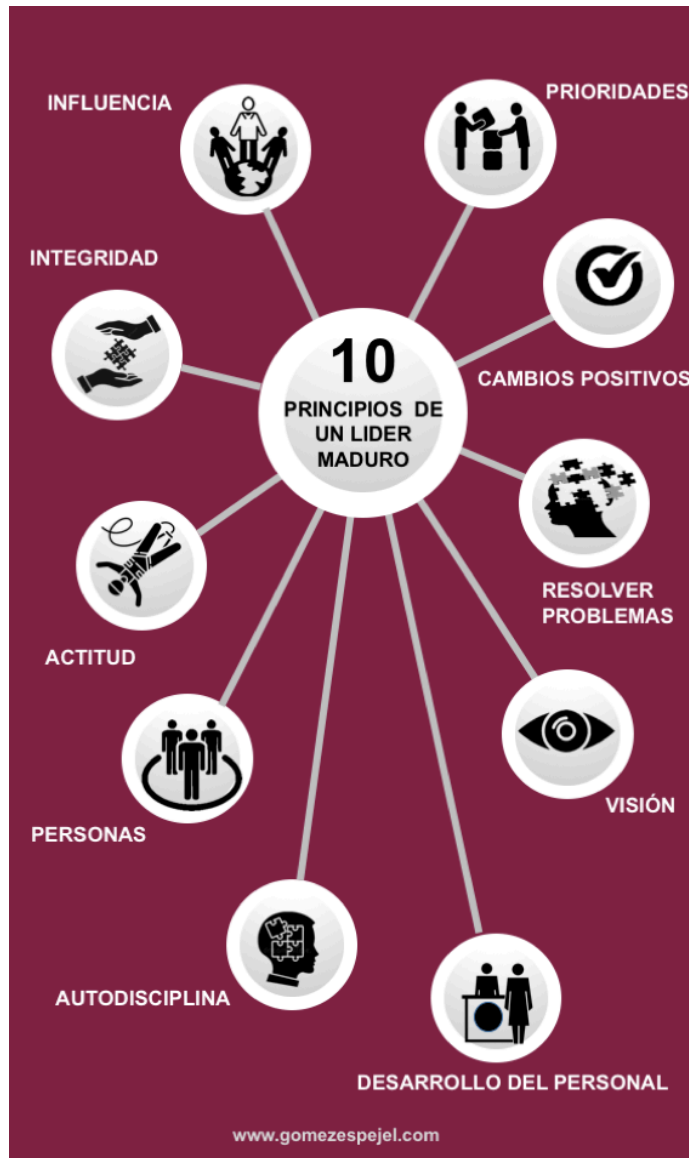 INFLUENCIA
PRIORIDADES
INTEGRIDAD
10
PRINCIPIOS DE
UN LIDER
MADURO
CAMBIOS POSITIVOS
RESOLVER
PROBLEMAS
ACTITUD
VISIÓN
PERSONAS
AUTODISCIPLINA
DESARROLLO DEL PERSONAL
www.gomezespejel.com